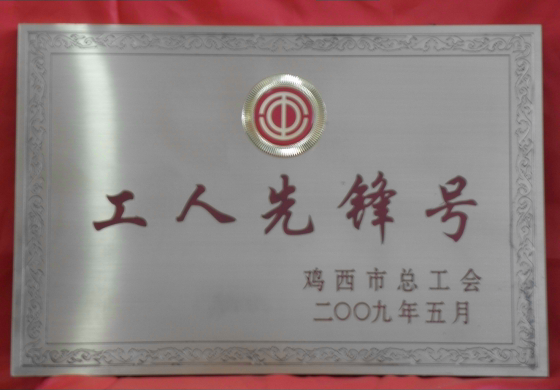 工人先锋号
鸡西市总工会
二〇〇九年五月